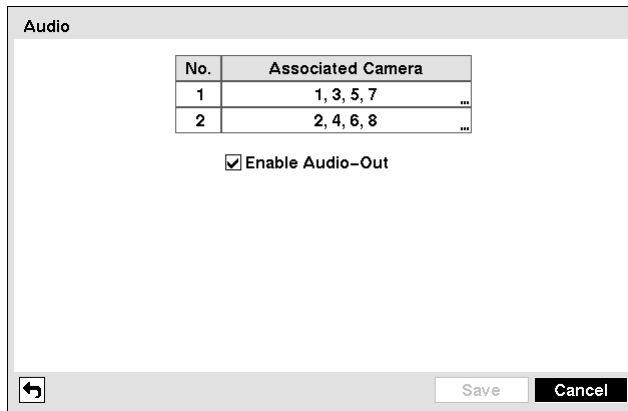 Audio
No. Associated Camera
1 1, 3, 5, 7 ...
2 2, 4, 6, 8 ...
Enable Audio-Out
Save Cancel